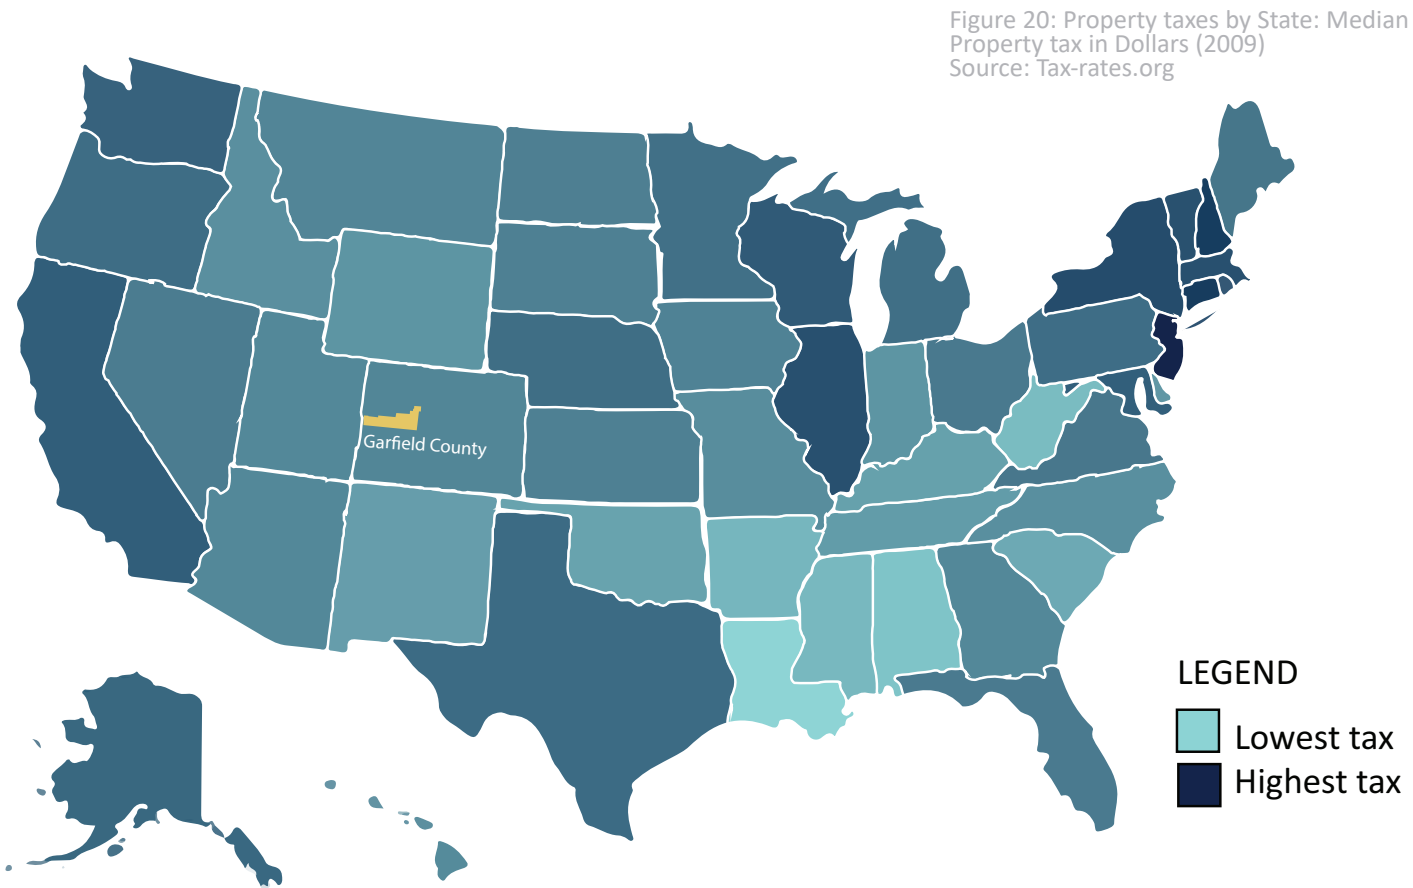 Figure 20: Property taxes by State: Median
Property tax in Dollars (2009)
Source: Tax-rates.org
Garfield County
LEGEND
Lowest tax
Highest tax